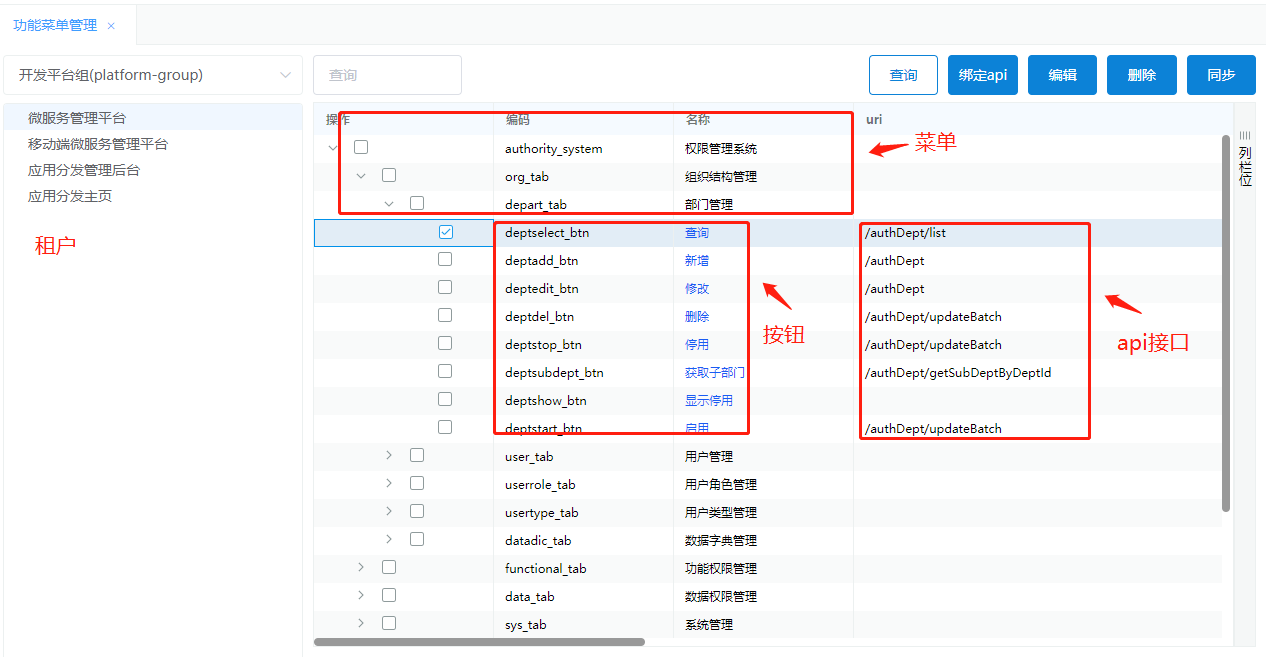 功能菜单管理 ×
开发平台组(platform-group)
查询
查询
绑定api
编辑
删除
同步
微服务管理平台
移动端微服务管理平台
应用分发管理后台
应用分发主页
租户
操作 编码 名称 uri
authority_system 权限管理系统
org_tab 组织结构管理
depart_tab 部门管理
deptselect_btn 查询 /authDept/list
deptadd_btn 新增 /authDept
deptedit_btn 修改 /authDept
deptdel_btn 删除 /authDept/updateBatch
deptstop_btn 停用 /authDept/updateBatch
deptsubdept_btn 获取子部门 /authDept/getSubDeptByDeptId
deptshow_btn 显示停用
deptstart_btn 启用 /authDept/updateBatch
user_tab 用户管理
userrole_tab 用户角色管理
usertype_tab 用户类型管理
datadic_tab 数据字典管理
functional_tab 功能权限管理
data_tab 数据权限管理
sys_tab 系统管理
菜单
按钮
api接口
列栏位